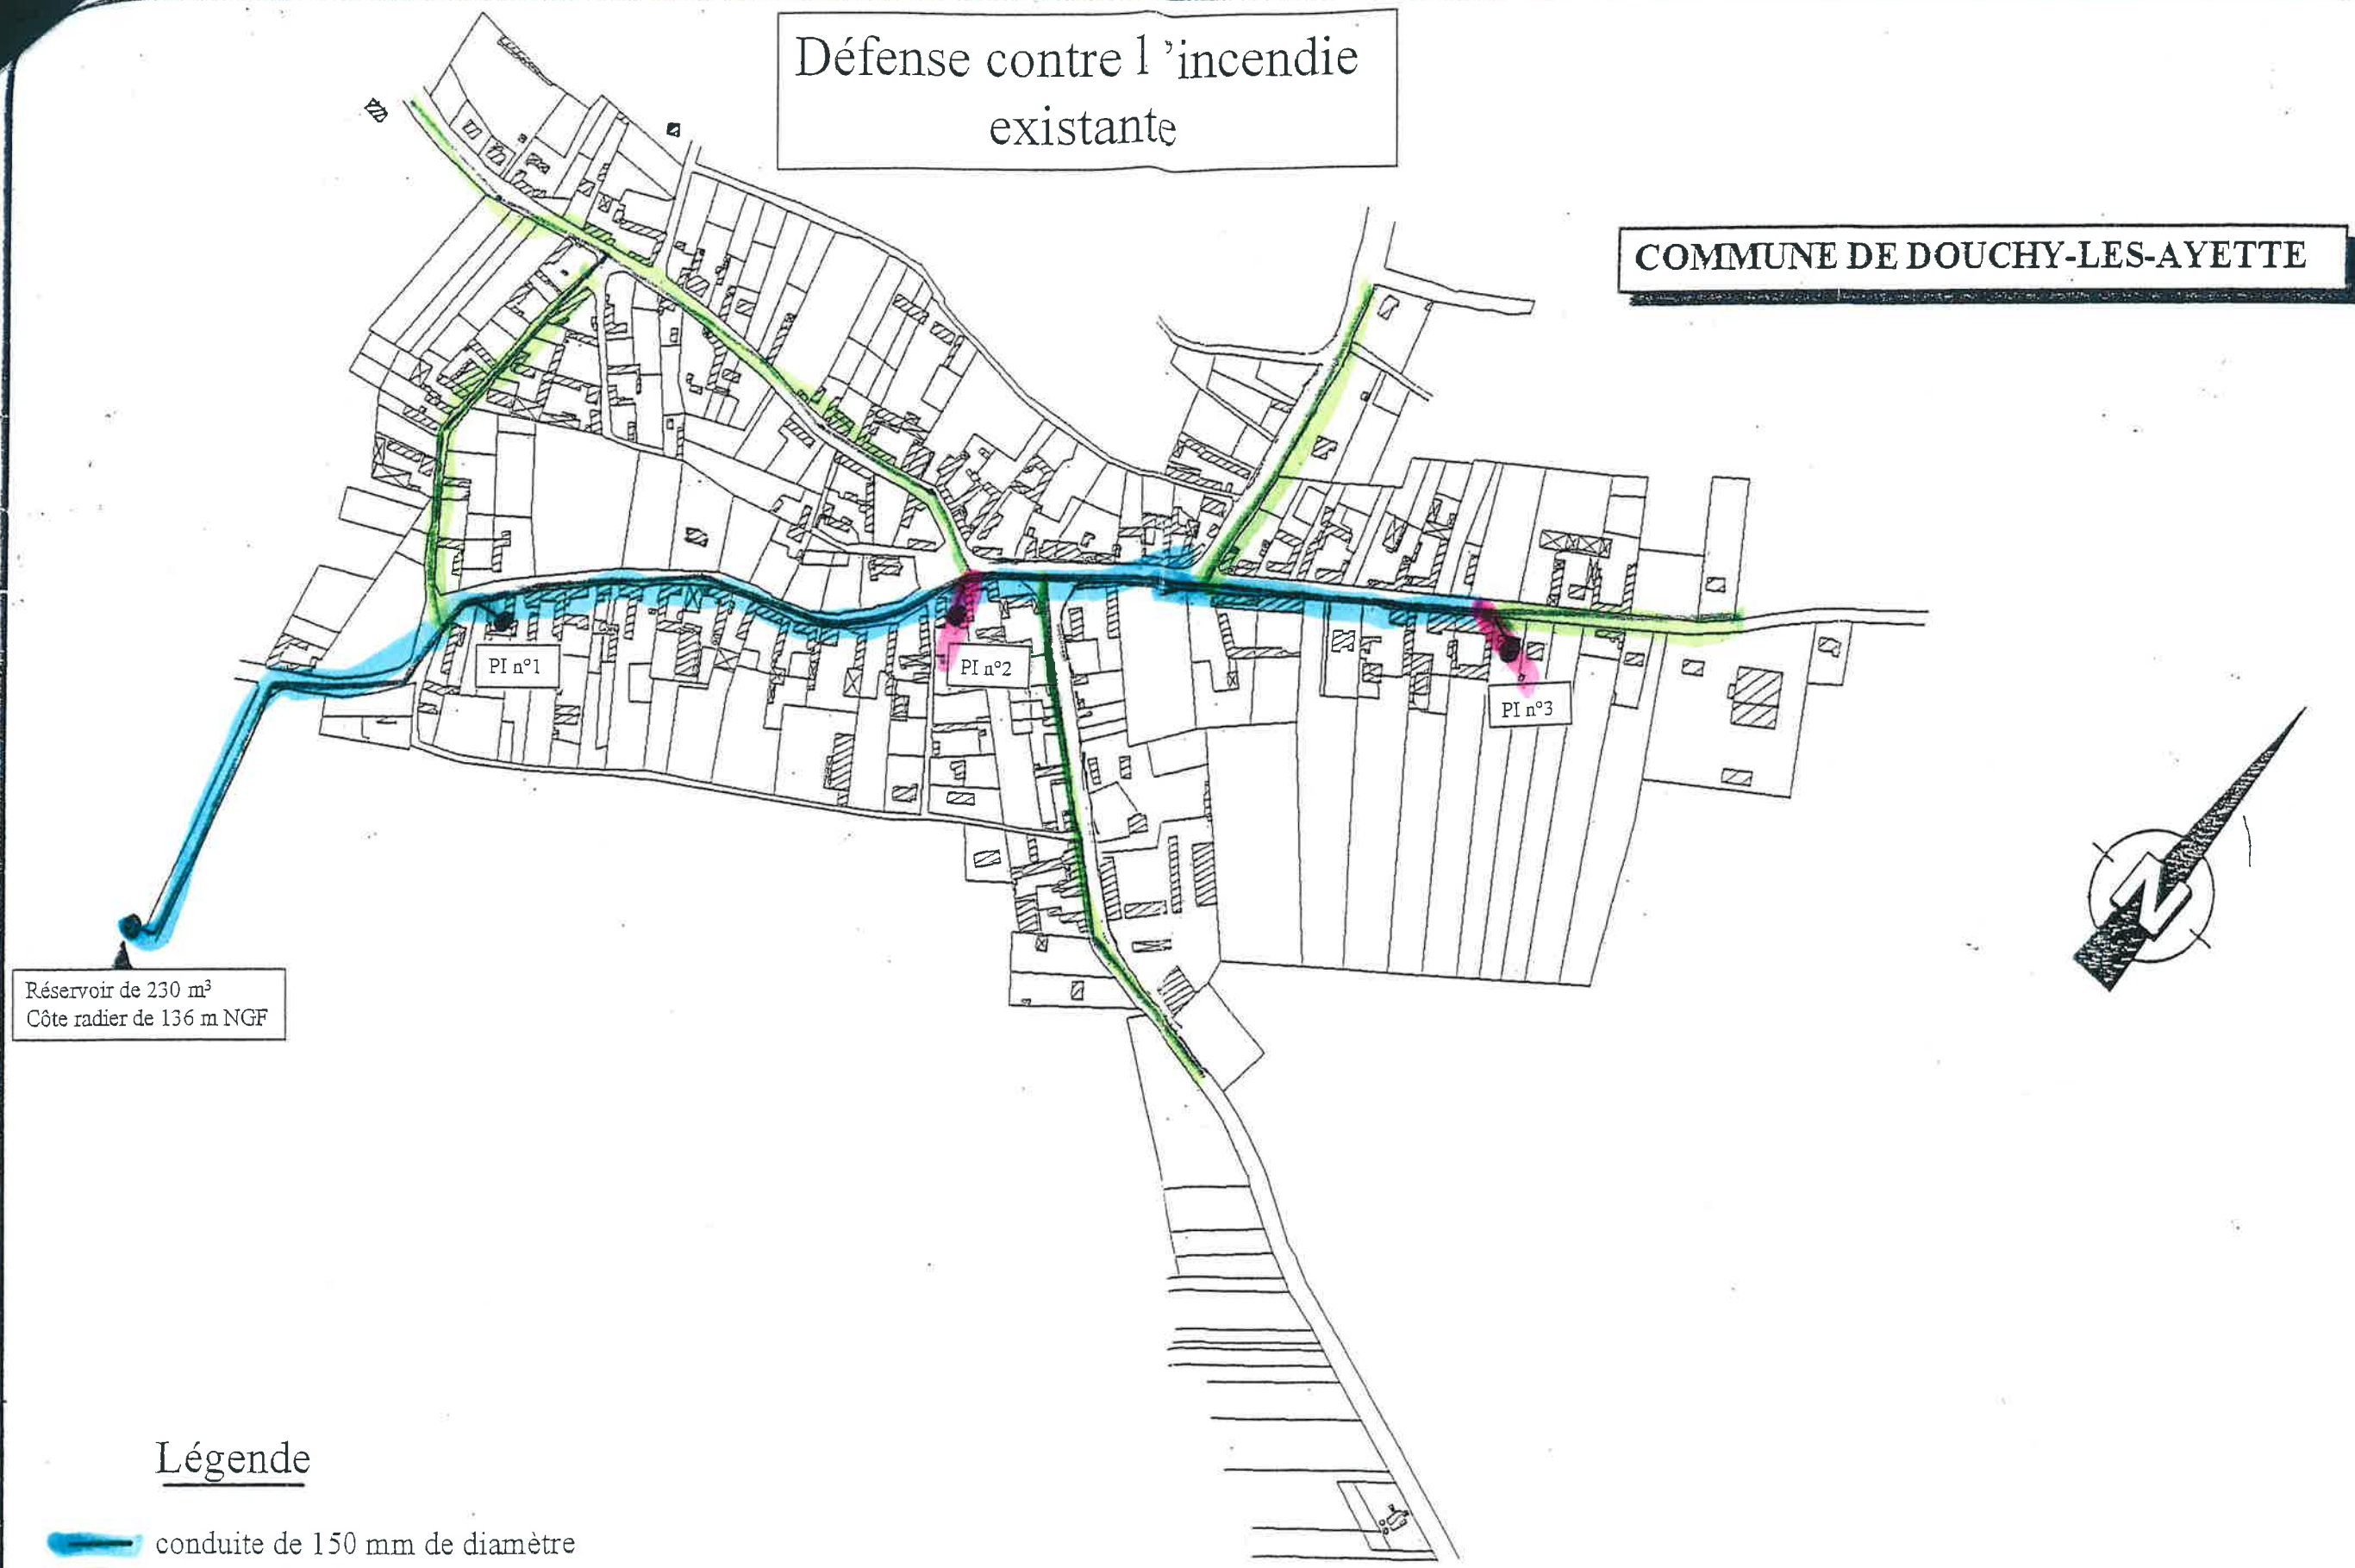 Défense contre l 'incendie
existante
COMMUNE DE DOUCHY-LES-AYETTE
PI n°1
PI n°2
PI n°3
N
Réservoir de 230 m³
Côte radier de 136 m NGF
Légende
conduite de 150 mm de diamètre